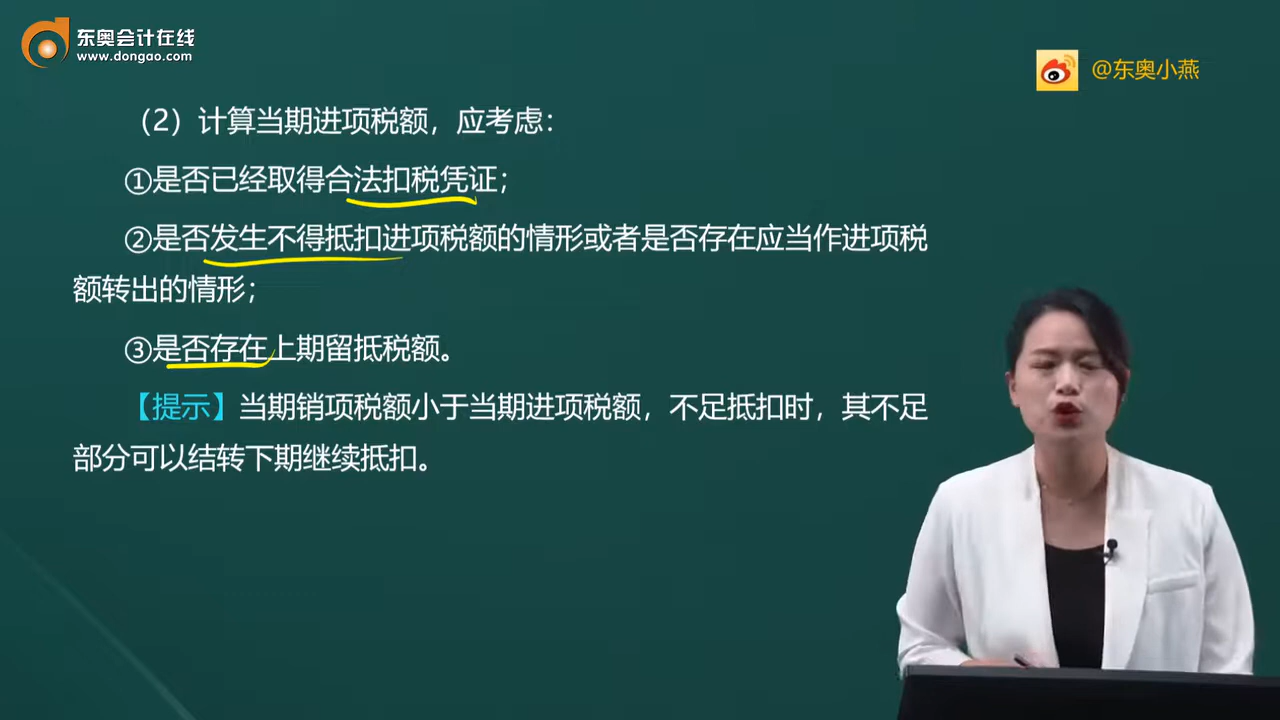 东奥会计在线
www.dongao.com
@东奥小燕
（2）计算当期进项税额，应考虑：
①是否已经取得合法扣税凭证；
②是否发生不得抵扣进项税额的情形或者是否存在应当作进项税
额转出的情形；
③是否存在上期留抵税额。
【提示】当期销项税额小于当期进项税额，不足抵扣时，其不足
部分可以结转下期继续抵扣。